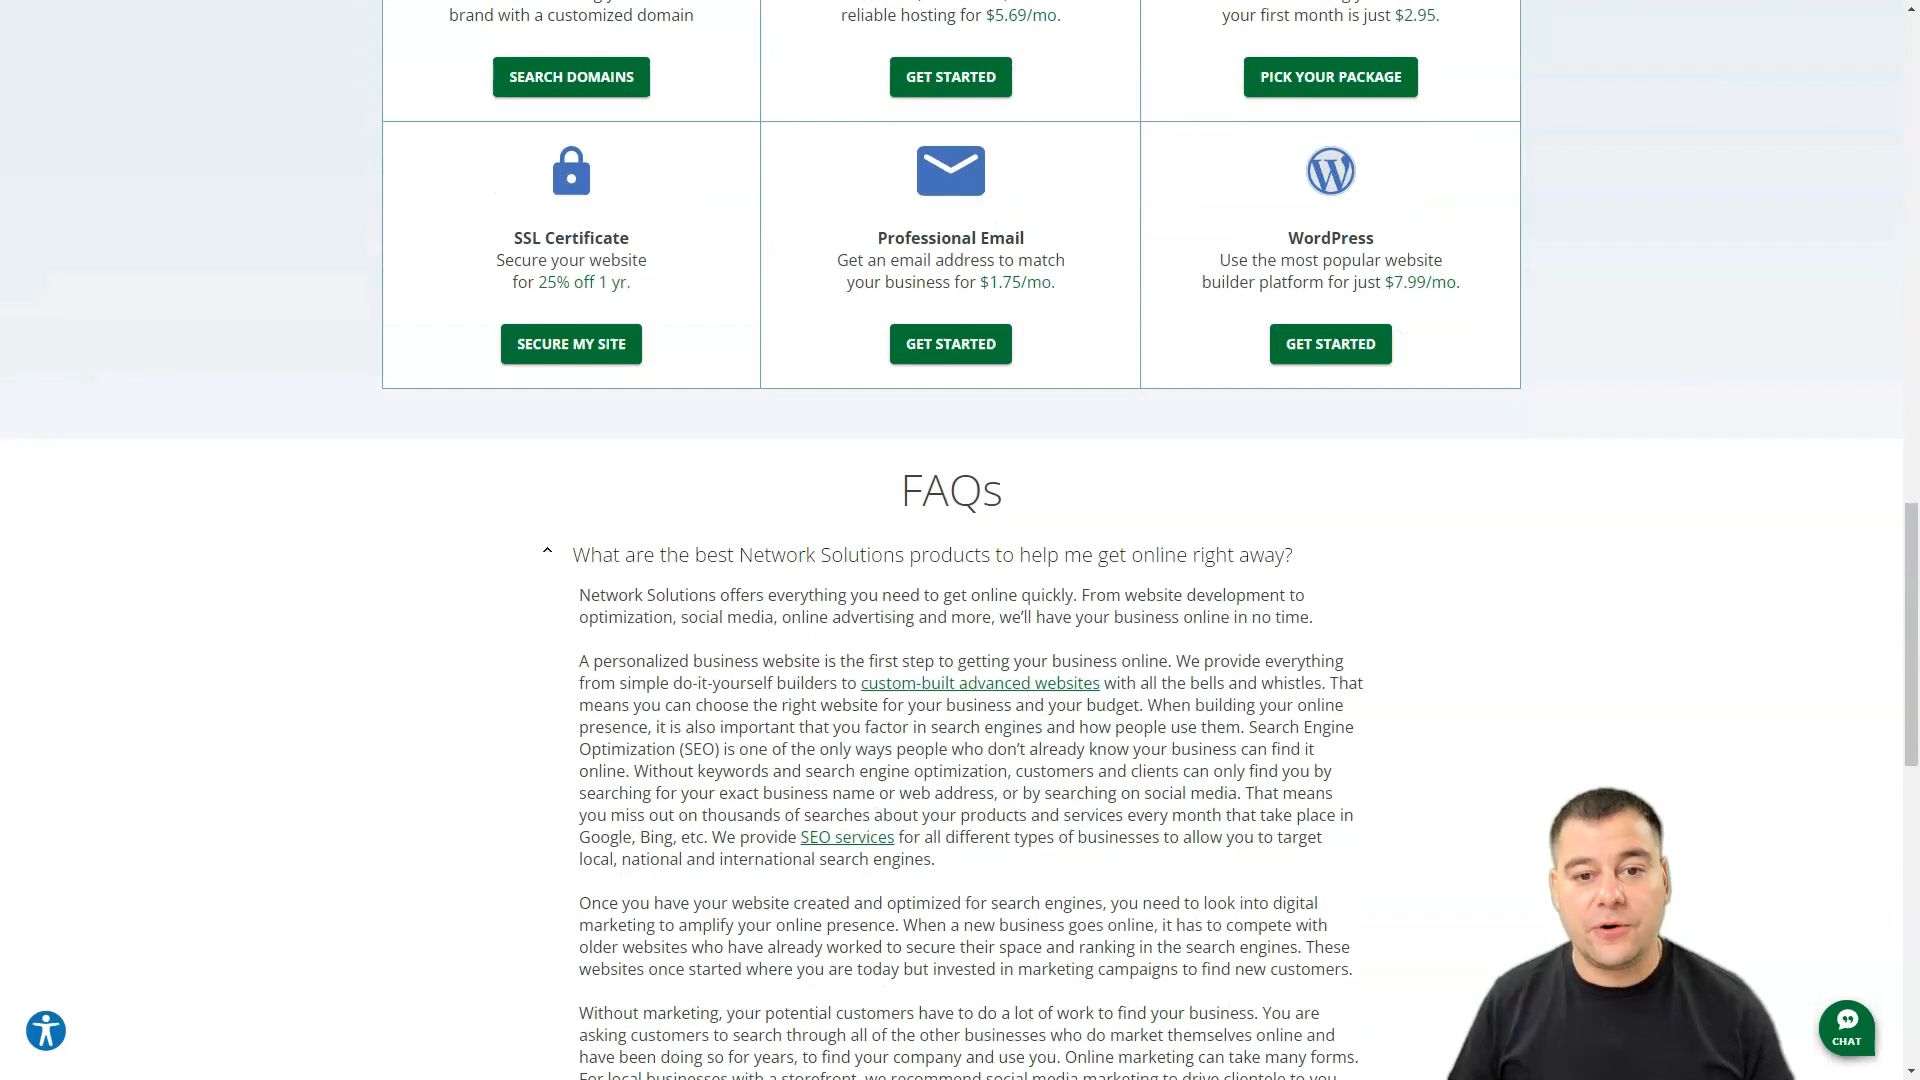 brand with a customized domain
reliable hosting for $5.69/mo.
your first month is just $2.95.
SEARCH DOMAINS
GET STARTED
PICK YOUR PACKAGE
SSL Certificate
Secure your website
for 25% off 1 yr.
SECURE MY SITE
Professional Email
Get an email address to match
your business for $1.75/mo.
GET STARTED
WordPress
Use the most popular website
builder platform for just $7.99/mo.
GET STARTED
FAQs
What are the best Network Solutions products to help me get online right away?
Network Solutions offers everything you need to get online quickly. From website development to
optimization, social media, online advertising and more, we’ll have your business online in no time.
A personalized business website is the first step to getting your business online. We provide everything
from simple do-it-yourself builders to custom-built advanced websites with all the bells and whistles. That
means you can choose the right website for your business and your budget. When building your online
presence, it is also important that you factor in search engines and how people use them. Search Engine
Optimization (SEO) is one of the only ways people who don’t already know your business can find it
online. Without keywords and search engine optimization, customers and clients can only find you by
searching for your exact business name or web address, or by searching on social media. That means
you miss out on thousands of searches about your products and services every month that take place in
Google, Bing, etc. We provide SEO services for all different types of businesses to allow you to target
local, national and international search engines.
Once you have your website created and optimized for search engines, you need to look into digital
marketing to amplify your online presence. When a new business goes online, it has to compete with
older websites who have already worked to secure their space and ranking in the search engines. These
websites once started where you are today but invested in marketing campaigns to find new customers.
Without marketing, your potential customers have to do a lot of work to find your business. You are
asking customers to search through all of the other businesses who do market themselves online and
have been doing so for years, to find your company and use you. Online marketing can take many forms.
For local businesses with a storefront, we recommend social media marketing to drive clientele to you
CHAT